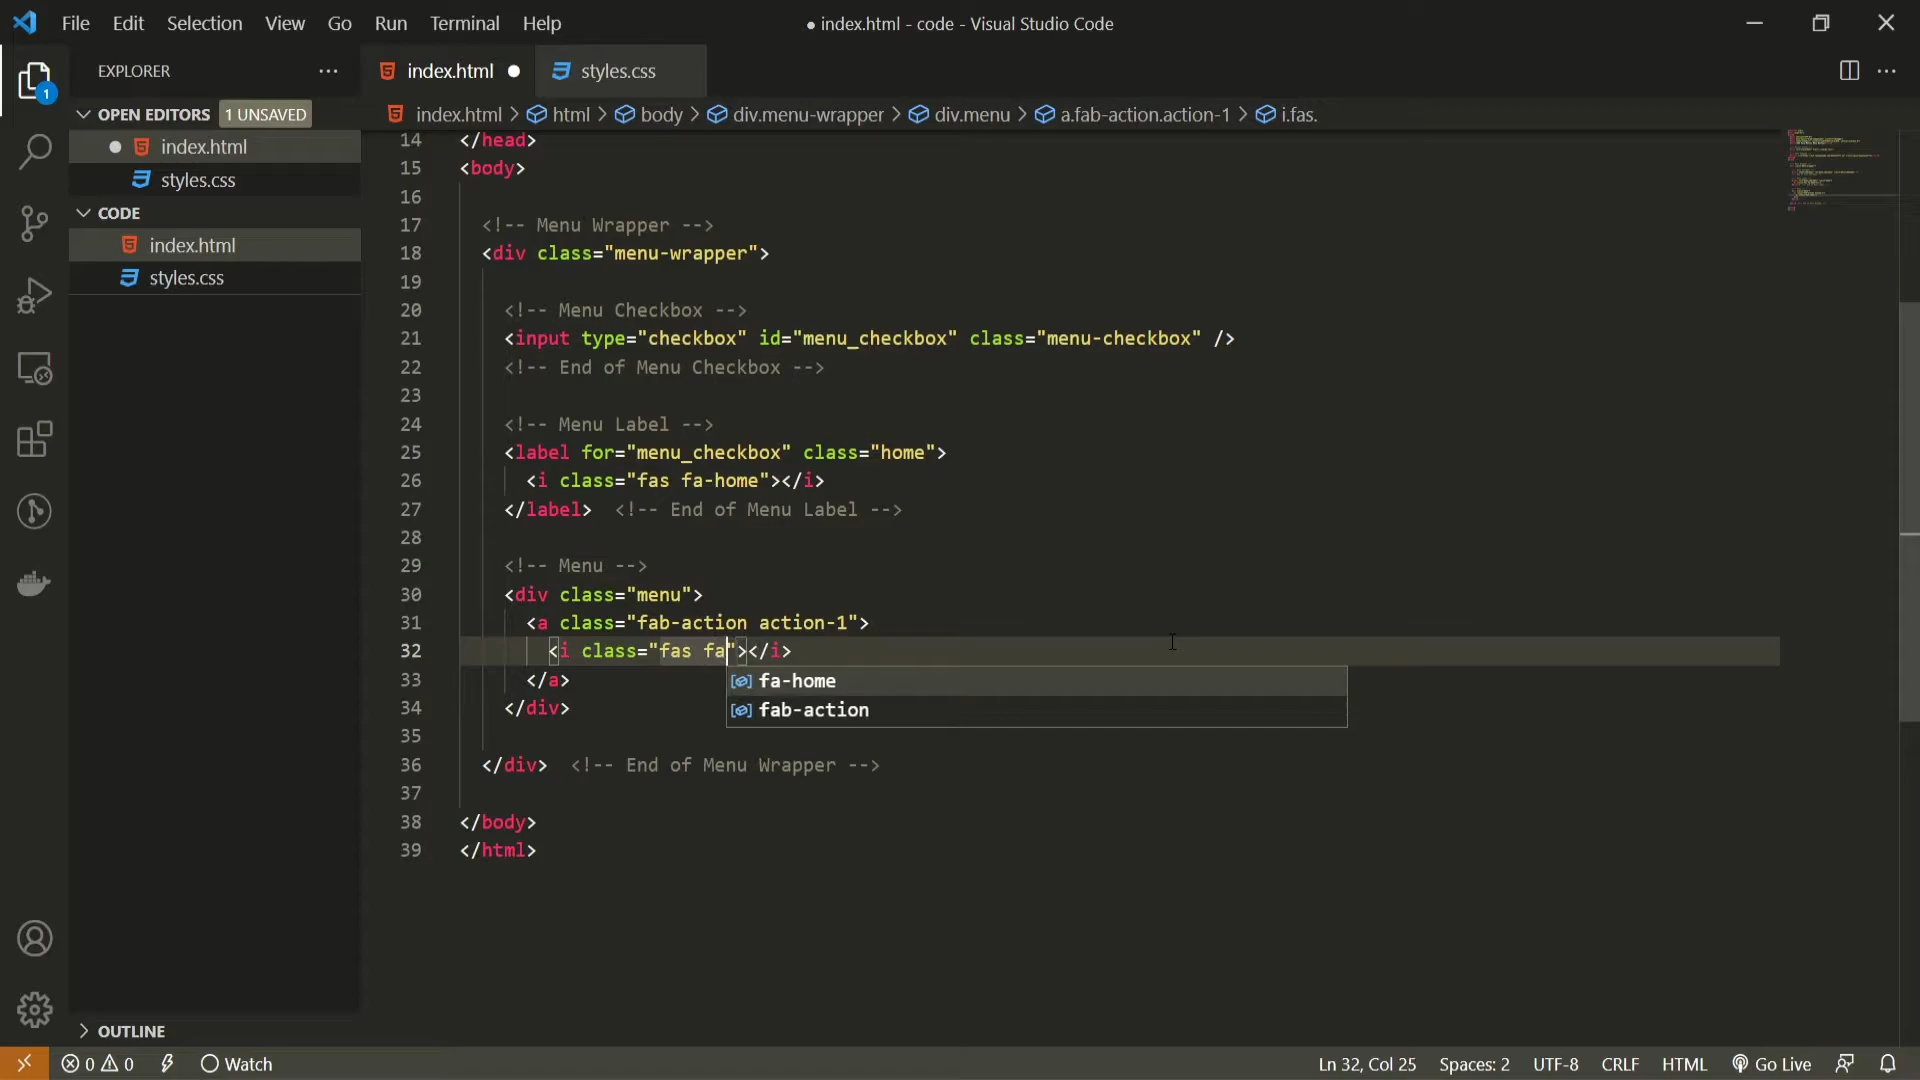 File Edit Selection View Go Run Terminal Help
● index.html - code - Visual Studio Code
EXPLORER ···
index.html ●
styles.css
OPEN EDITORS 1 UNSAVED
1
index.html > html > body > div.menu-wrapper > div.menu > a.fab-action.action-1 > i.fas.
● index.html
styles.css
CODE
index.html
styles.css
14 </head>
15 <body>
16
17 <!-- Menu Wrapper -->
18 <div class="menu-wrapper">
19
20 <!-- Menu Checkbox -->
21 <input type="checkbox" id="menu_checkbox" class="menu-checkbox" />
22 <!-- End of Menu Checkbox -->
23
24 <!-- Menu Label -->
25 <label for="menu_checkbox" class="home">
26 <i class="fas fa-home"></i>
27 </label> <!-- End of Menu Label -->
28
29 <!-- Menu -->
30 <div class="menu">
31 <a class="fab-action action-1">
32 <i class="fas fa"></i>
fa-home
fab-action
33 </a>
34 </div>
35
36 </div> <!-- End of Menu Wrapper -->
37
38 </body>
39 </html>
OUTLINE
0 0 Watch
Ln 32, Col 25 Spaces: 2 UTF-8 CRLF HTML Go Live